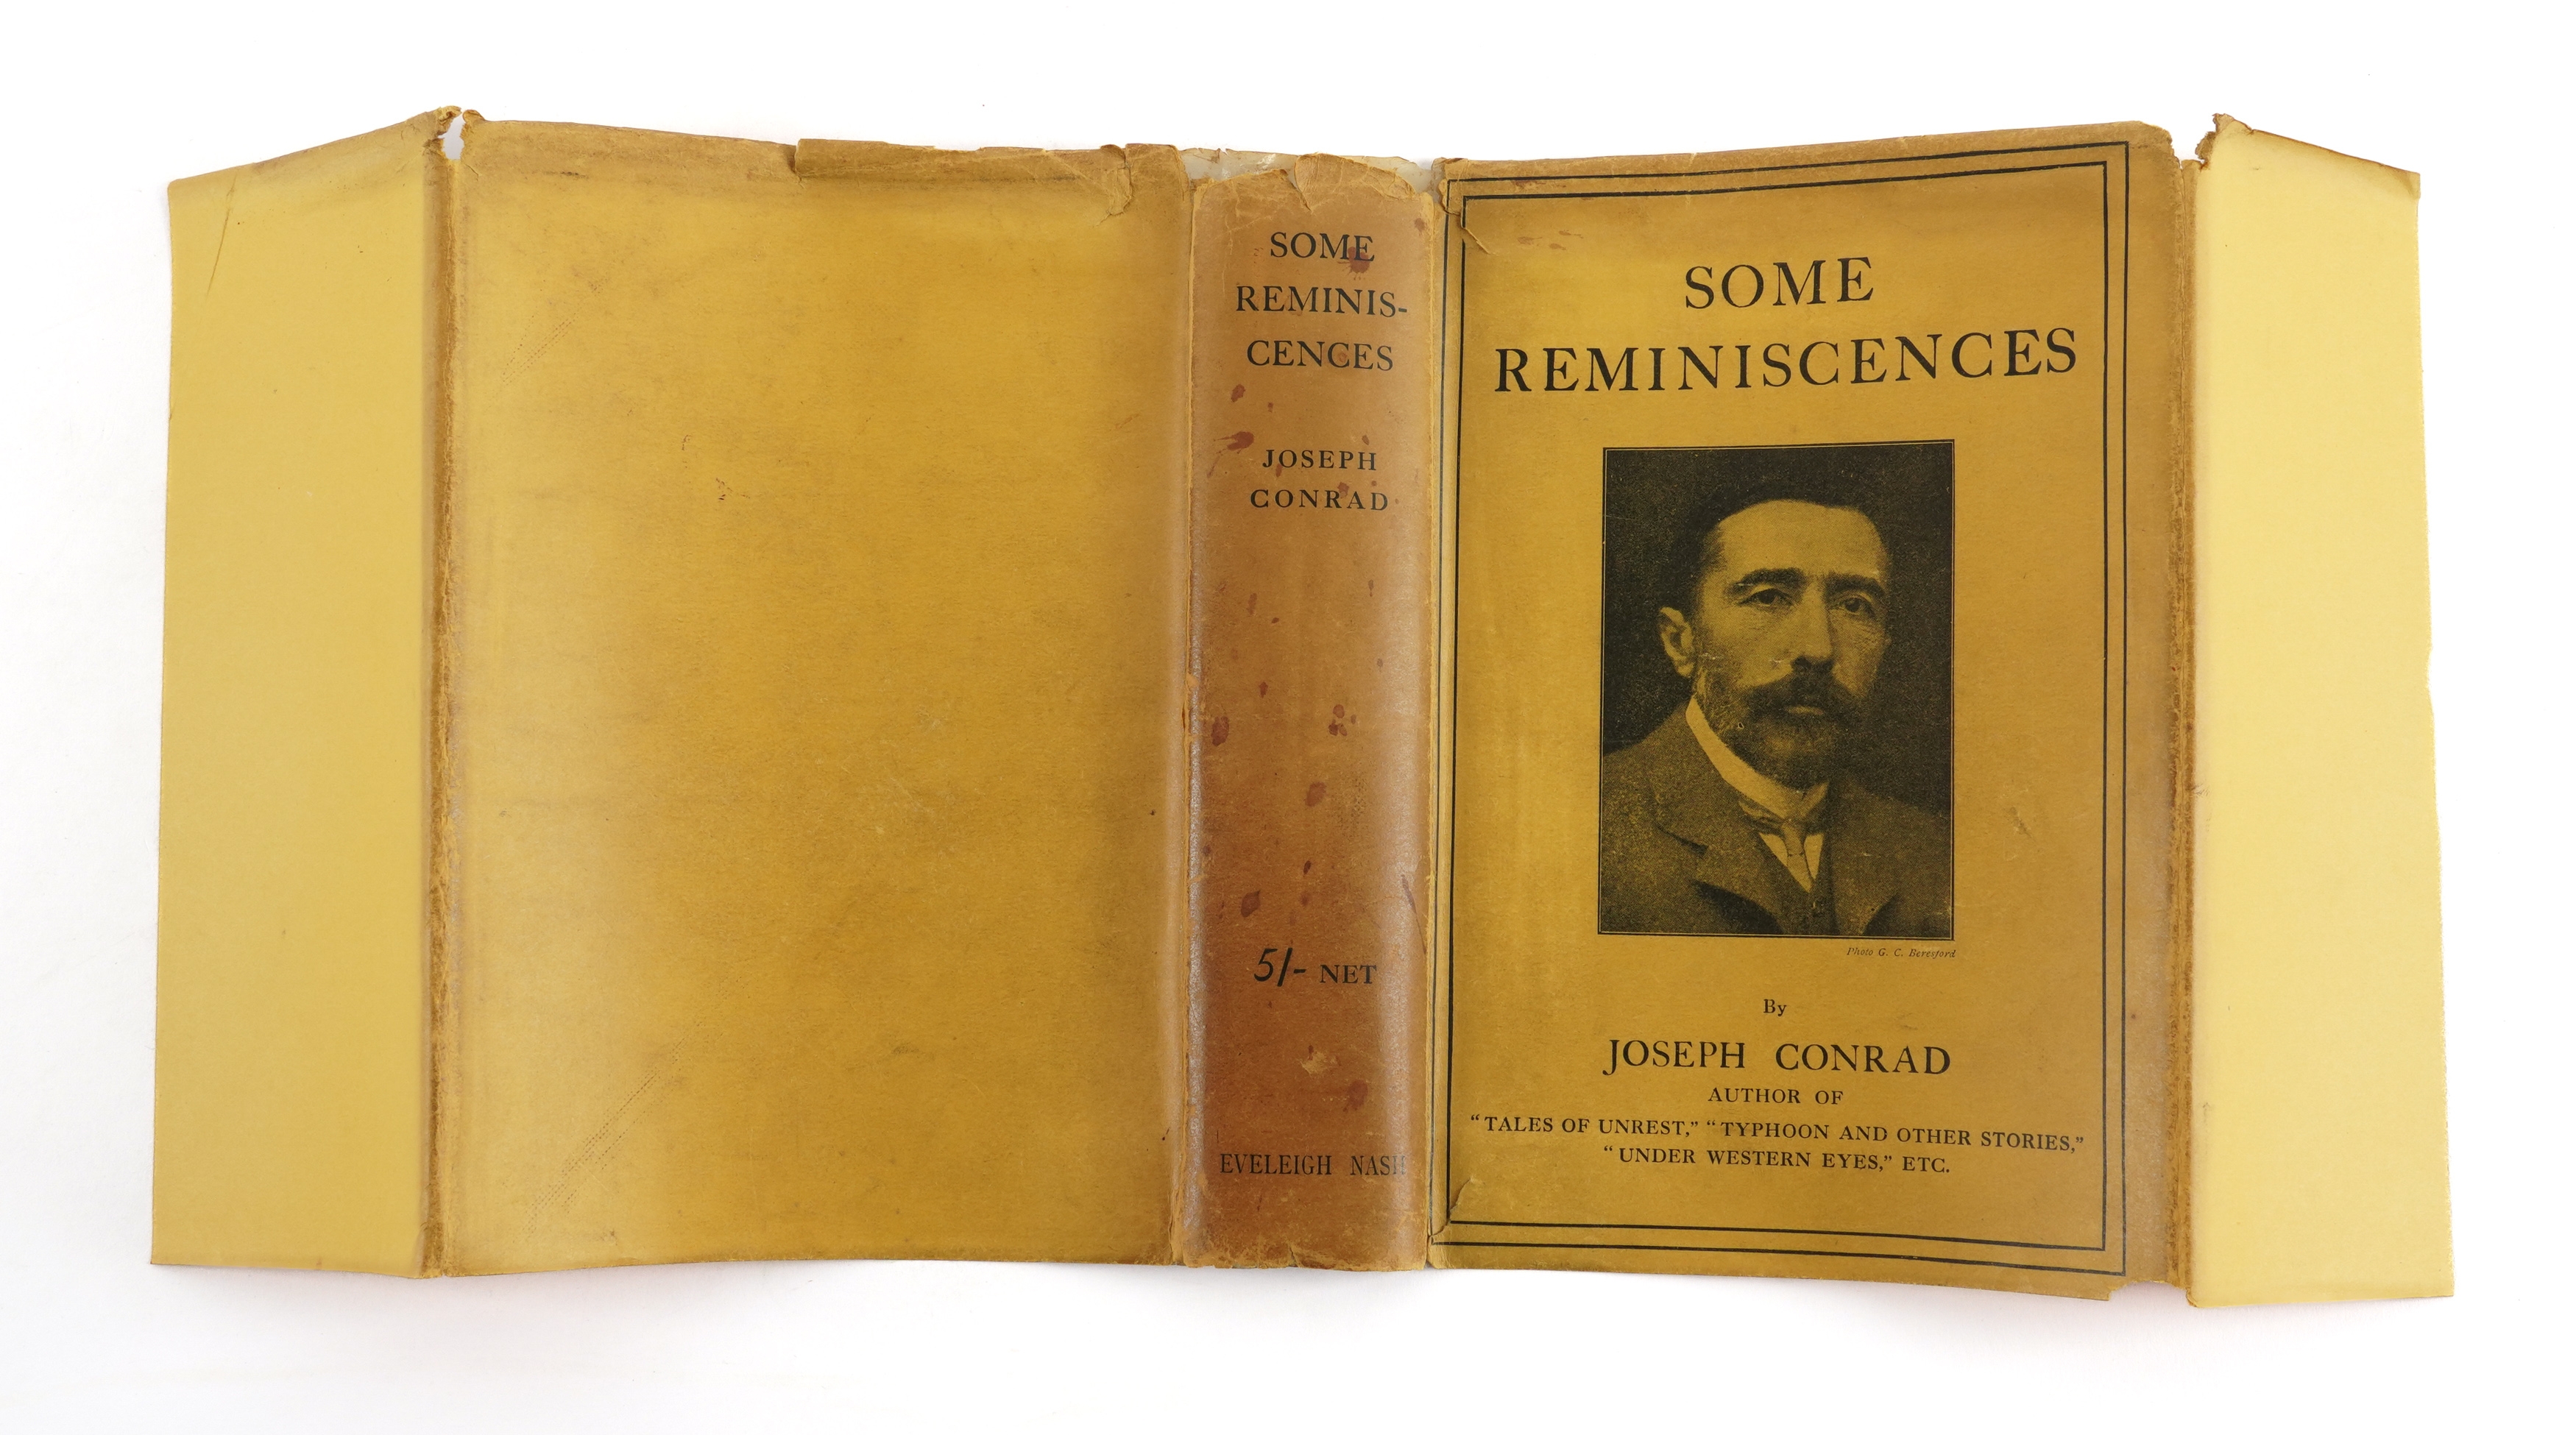 SOME
REMINIS-
CENCES
JOSEPH
CONRAD
5/- NET
EVELEIGH NASH
SOME
REMINISCENCES
Photo G. C. Beresford
By
JOSEPH CONRAD
AUTHOR OF
“TALES OF UNREST,” “TYPHOON AND OTHER STORIES,”
“UNDER WESTERN EYES,” ETC.